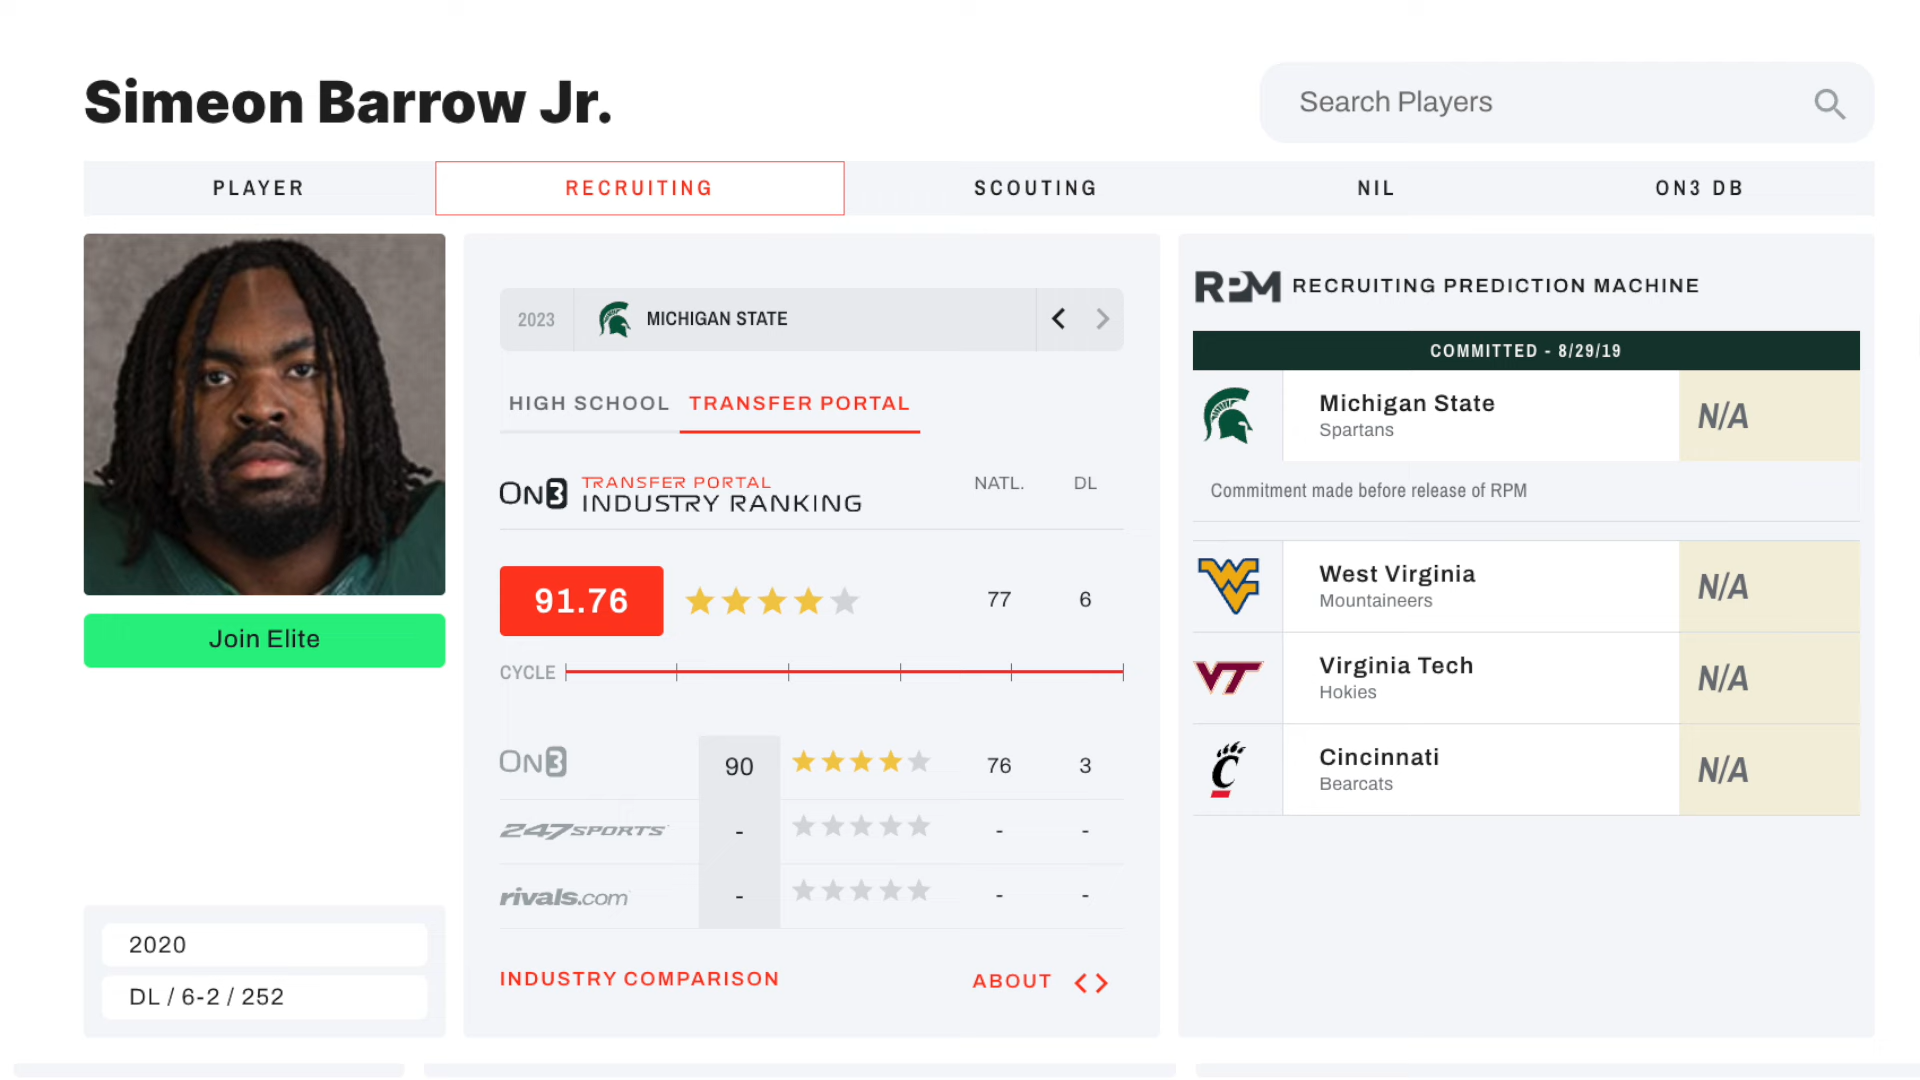 Simeon Barrow Jr.
Search Players
PLAYER
RECRUITING
SCOUTING
NIL
ON3 DB
Join Elite
2020
DL / 6-2 / 252
2023
MICHIGAN STATE
HIGH SCHOOL
TRANSFER PORTAL
ON3 TRANSFER PORTAL
INDUSTRY RANKING
NATL.
DL
91.76
77
6
CYCLE
ON3
90
76
3
247SPORTS
-
-
-
rivals.com
-
-
-
INDUSTRY COMPARISON
ABOUT
RPM RECRUITING PREDICTION MACHINE
COMMITTED - 8/29/19
Michigan State
Spartans
N/A
Commitment made before release of RPM
WV
West Virginia
Mountaineers
N/A
VT
Virginia Tech
Hokies
N/A
C
Cincinnati
Bearcats
N/A